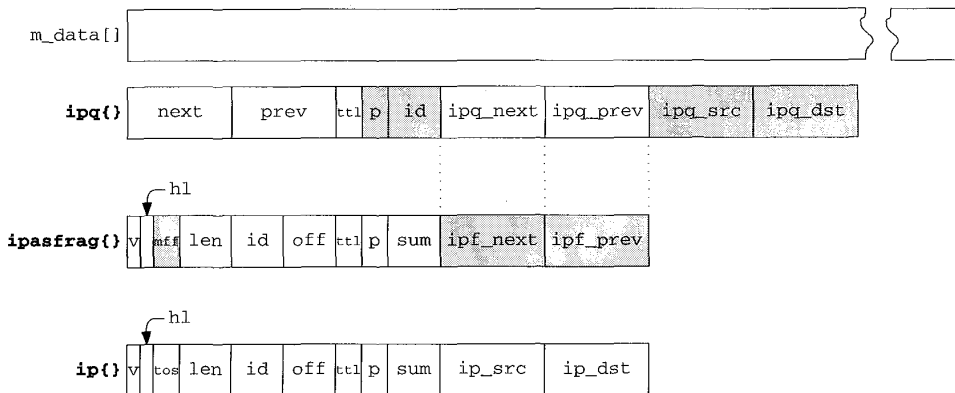 m_data[]
ipq{} next prev ttl p id ipq_next ipq_prev ipq_src ipq_dst
hl
ipasfrag{} v mff len id off ttl p sum ipf_next ipf_prev
hl
ip{} v tos len id off ttl p sum ip_src ip_dst